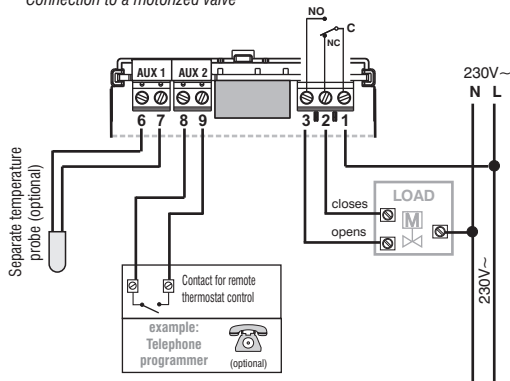 Connection to a motorized valve
NO
C
NC
AUX 1 AUX 2
6 7 8 9
3 2 1
230V~
N L
Separate temperature
probe (optional)
closes
opens
LOAD
M
230V~
Contact for remote
thermostat control
example:
Telephone
programmer
(optional)